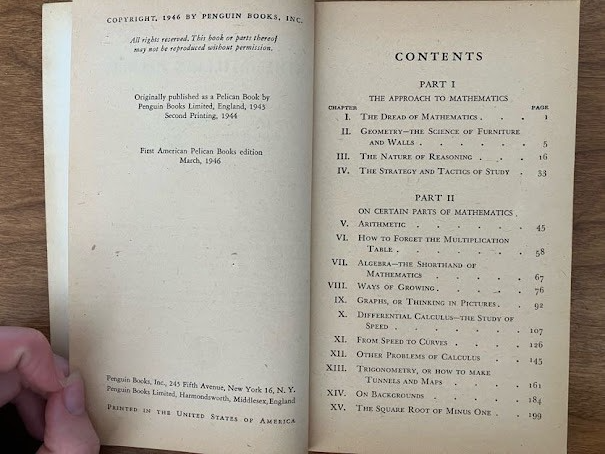 COPYRIGHT, 1946 BY PENGUIN BOOKS, INC.
All rights reserved. This book or parts thereof
may not be reproduced without permission.
Originally published as a Pelican Book by
Penguin Books Limited, England, 1943
Second Printing, 1944
First American Pelican Books edition
March, 1946
Penguin Books, Inc., 245 Fifth Avenue, New York 16, N. Y.
Penguin Books Limited, Harmondsworth, Middlesex, England
PRINTED IN THE UNITED STATES OF AMERICA
CONTENTS
PART I
THE APPROACH TO MATHEMATICS
CHAPTER PAGE
I. THE DREAD OF MATHEMATICS . . . 1
II. GEOMETRY—THE SCIENCE OF FURNITURE
AND WALLS . . . . . 5
III. THE NATURE OF REASONING . . . 16
IV. THE STRATEGY AND TACTICS OF STUDY . 33
PART II
ON CERTAIN PARTS OF MATHEMATICS
V. ARITHMETIC . . . . . 45
VI. HOW TO FORGET THE MULTIPLICATION
TABLE . . . . . . 58
VII. ALGEBRA—THE SHORTHAND OF
MATHEMATICS . . . . . 67
VIII. WAYS OF GROWING . . . . 76
IX. GRAPHS, OR THINKING IN PICTURES . . 92
X. DIFFERENTIAL CALCULUS—THE STUDY OF
SPEED . . . . . . 107
XI. FROM SPEED TO CURVES . . . . 126
XII. OTHER PROBLEMS OF CALCULUS . . . 145
XIII. TRIGONOMETRY, OR HOW TO MAKE
TUNNELS AND MAPS . . . . 161
XIV. ON BACKGROUNDS . . . . 184
XV. THE SQUARE ROOT OF MINUS ONE . . 199